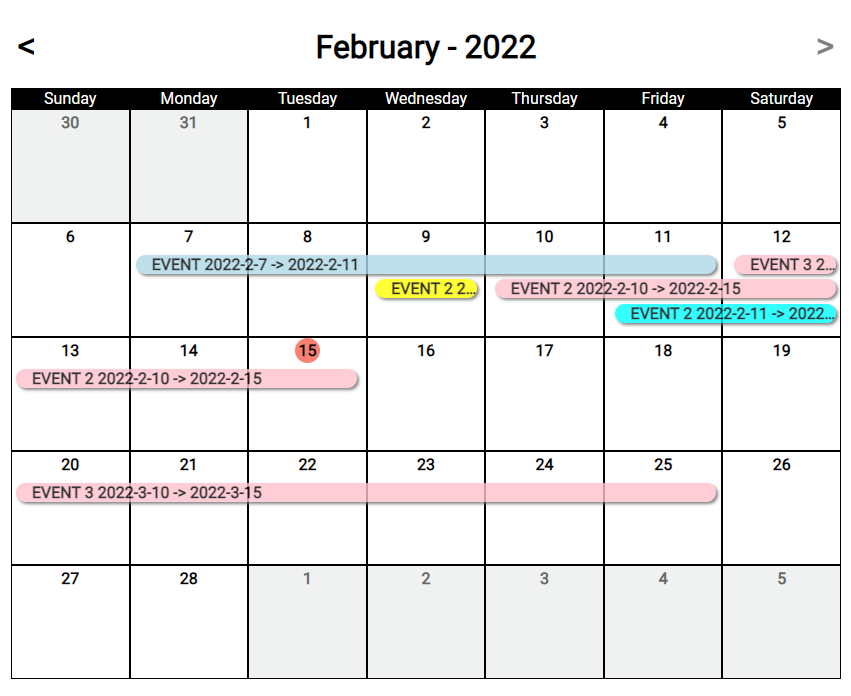 < February - 2022 >
Sunday Monday Tuesday Wednesday Thursday Friday Saturday
30 31 1 2 3 4 5
6 7 8 9 10 11 12
EVENT 2022-2-7 -> 2022-2-11 EVENT 3 2...
EVENT 2 2... EVENT 2 2022-2-10 -> 2022-2-15
EVENT 2 2022-2-11 -> 2022...
13 14 15 16 17 18 19
EVENT 2 2022-2-10 -> 2022-2-15
20 21 22 23 24 25 26
EVENT 3 2022-3-10 -> 2022-3-15
27 28 1 2 3 4 5